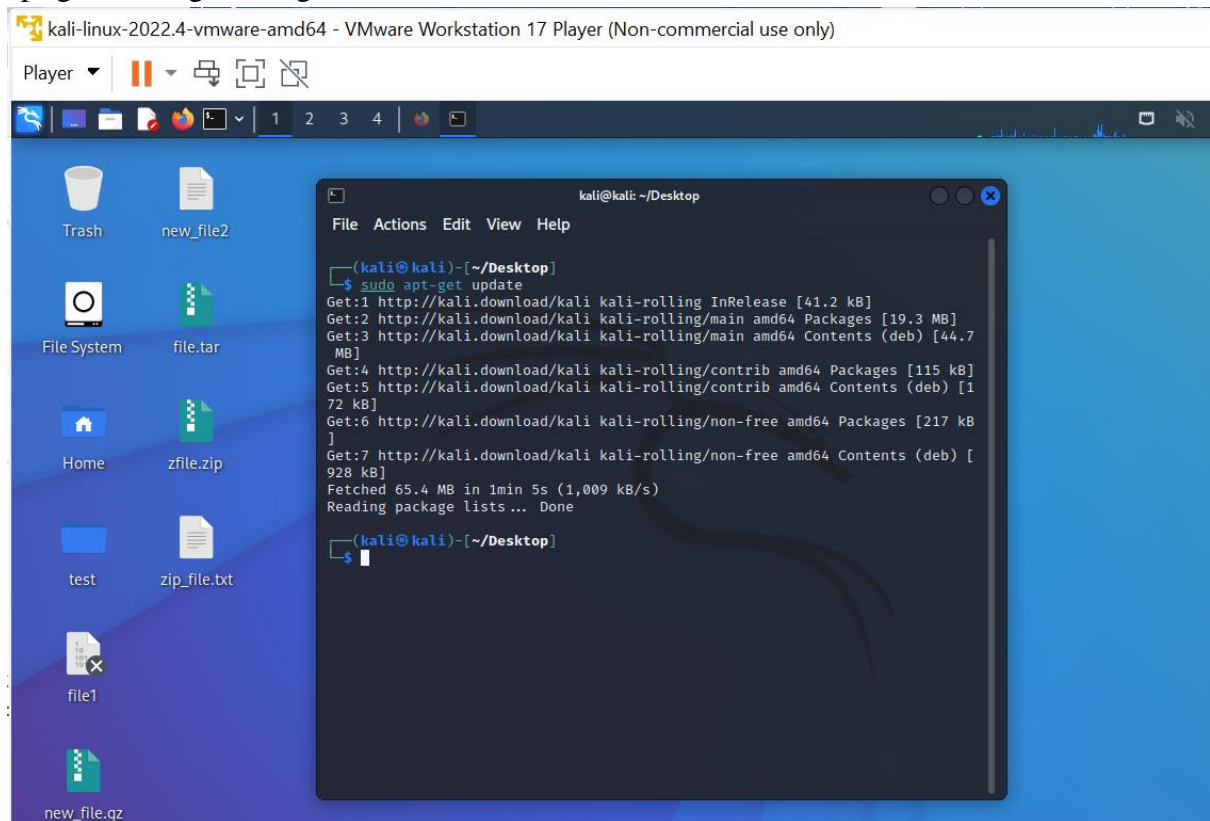 kali-linux-2022.4-vmware-amd64 - VMware Workstation 17 Player (Non-commercial use only)
Player
1 2 3 4
kali@kali: ~/Desktop
File Actions Edit View Help
Trash
new_file2
File System
file.tar
Home
zfile.zip
test
zip_file.txt
file1
new_file.gz
(kali㉿kali)-[~/Desktop]
$ sudo apt-get update
Get:1 http://kali.download/kali kali-rolling InRelease [41.2 kB]
Get:2 http://kali.download/kali kali-rolling/main amd64 Packages [19.3 MB]
Get:3 http://kali.download/kali kali-rolling/main amd64 Contents (deb) [44.7
MB]
Get:4 http://kali.download/kali kali-rolling/contrib amd64 Packages [115 kB]
Get:5 http://kali.download/kali kali-rolling/contrib amd64 Contents (deb) [1
72 kB]
Get:6 http://kali.download/kali kali-rolling/non-free amd64 Packages [217 kB
]
Get:7 http://kali.download/kali kali-rolling/non-free amd64 Contents (deb) [
928 kB]
Fetched 65.4 MB in 1min 5s (1,009 kB/s)
Reading package lists... Done
(kali㉿kali)-[~/Desktop]
$